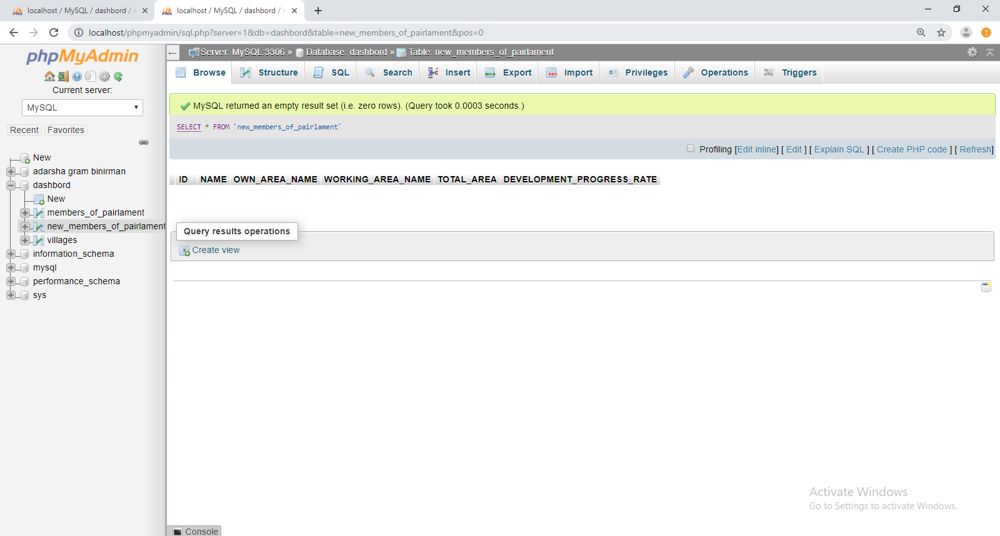 localhost / MySQL / dashbord /
localhost / MySQL / dashbord /
localhost/phpmyadmin/sql.php?server=1&db=dashbord&table=new_members_of_pairlament&pos=0
phpMyAdmin
Current server:
MySQL
Recent Favorites
New
adarsha gram binirman
dashbord
New
members_of_pairlament
new_members_of_pairlament
villages
information_schema
mysql
performance_schema
sys
Server: MySQL:3306 » Database: dashbord » Table: new_members_of_pairlament
Browse Structure SQL Search Insert Export Import Privileges Operations Triggers
MySQL returned an empty result set (i.e. zero rows). (Query took 0.0003 seconds.)
SELECT * FROM `new_members_of_pairlament`
Profiling [Edit inline] [ Edit ] [ Explain SQL ] [ Create PHP code ] [ Refresh]
ID NAME OWN_AREA_NAME WORKING_AREA_NAME TOTAL_AREA DEVELOPMENT_PROGRESS_RATE
Query results operations
Create view
Activate Windows
Go to Settings to activate Windows.
Console